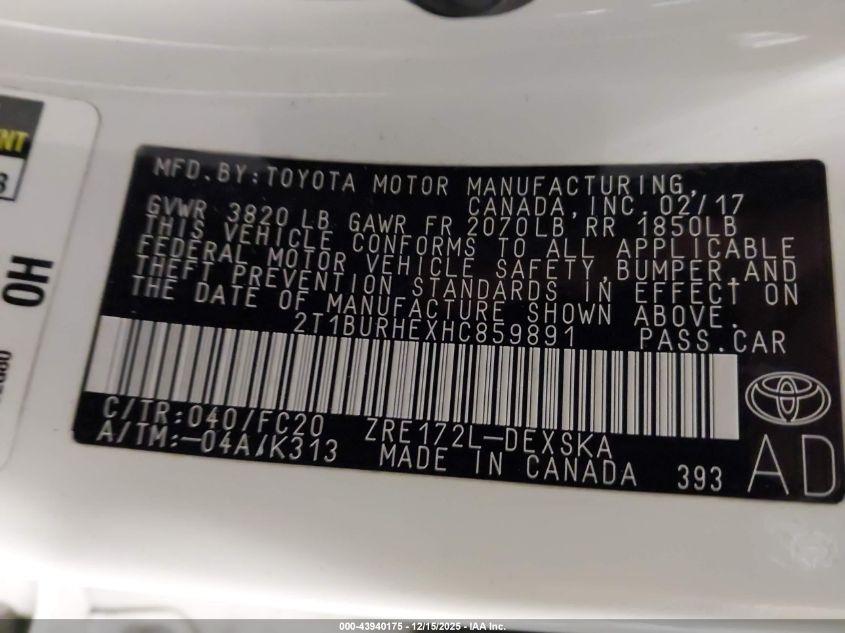 NT
3
OH
MFD.BY:TOYOTA MOTOR MANUFACTURING,
CANADA,INC.02/17
GVWR 3820 LB GAWR FR 2070LB RR 1850LB
THIS VEHICLE CONFORMS TO ALL APPLICABLE
FEDERAL MOTOR VEHICLE SAFETY,BUMPER,AND
THEFT PREVENTION STANDARDS IN EFFECT ON
THE DATE OF MANUFACTURE SHOWN ABOVE.
2T1BURHEXHC859891 PASS.CAR
C/TR:040/FC20 ZRE172L-DEXSKA
A/TM:-04A/K313 MADE IN CANADA 393
AD
000-43940175 - 12/15/2025 - IAA Inc.